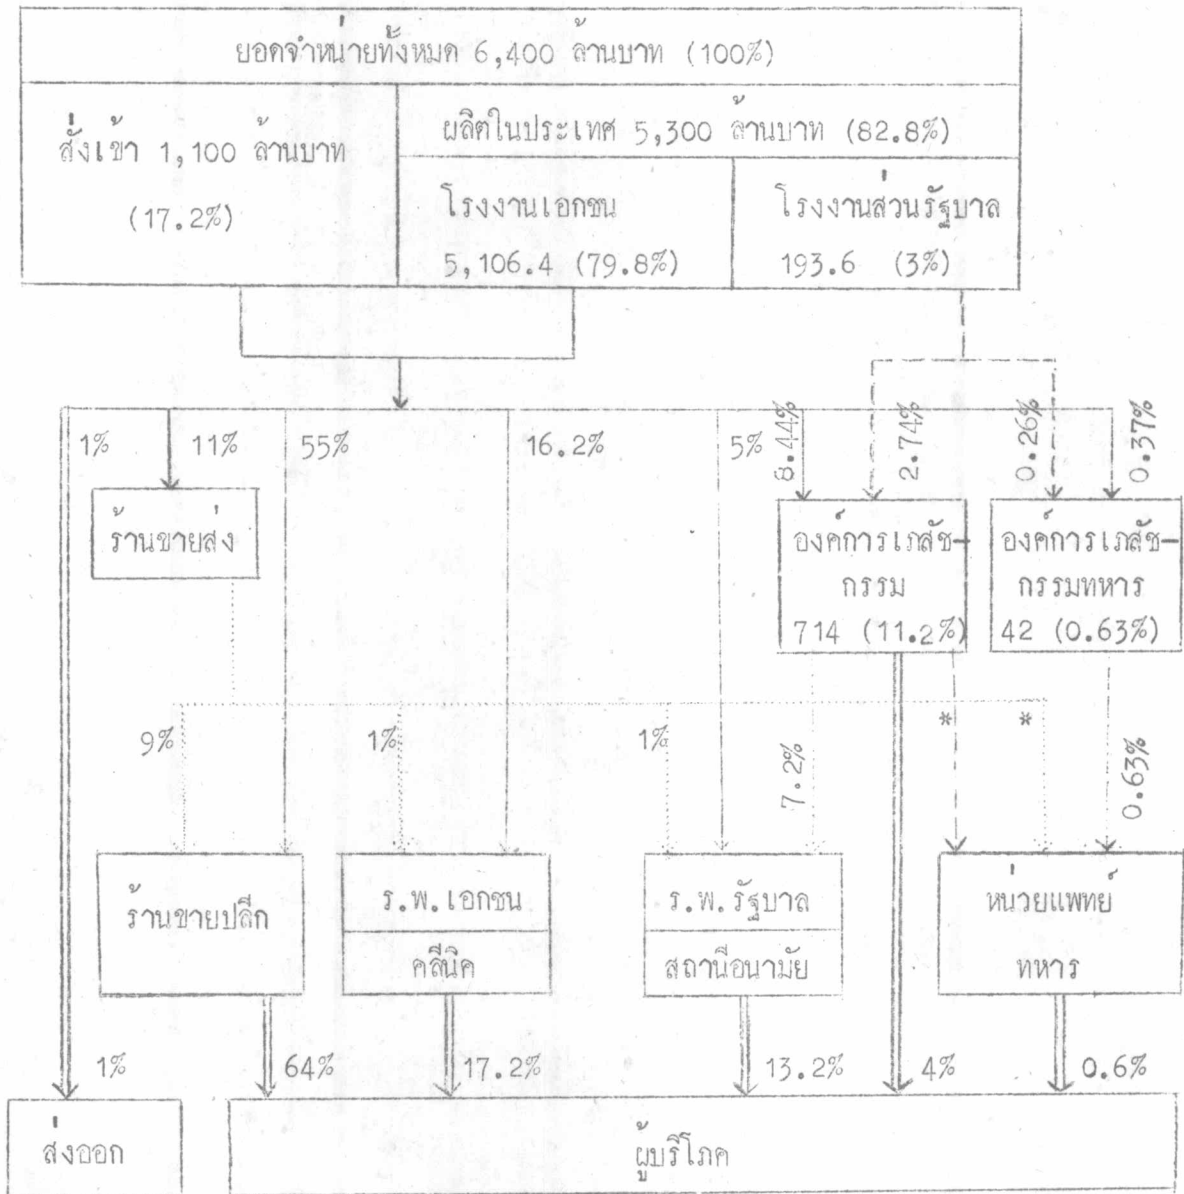 ยอดจำหน่ายทั้งหมด 6,400 ล้านบาท (100%)
สั่งเข้า 1,100 ล้านบาท
(17.2%)
ผลิตในประเทศ 5,300 ล้านบาท (82.8%)
โรงงานเอกชน
5,106.4 (79.8%)
โรงงานส่วนรัฐบาล
193.6 (3%)
1% 11% 55% 16.2% 5% 8.44% 2.74% 0.26% 0.37%
ร้านขายส่ง
องค์การเภสัช-
กรรม
714 (11.2%)
องค์การเภสัช-
กรรมทหาร
42 (0.63%)
9% 1% 1% 7.2% * * 0.63%
ร้านขายปลีก
ร.พ.เอกชน
คลีนิค
ร.พ.รัฐบาล
สถานีอนามัย
หน่วยแพทย์
ทหาร
1% 64% 17.2% 13.2% 4% 0.6%
ส่งออก
ผู้บริโภค